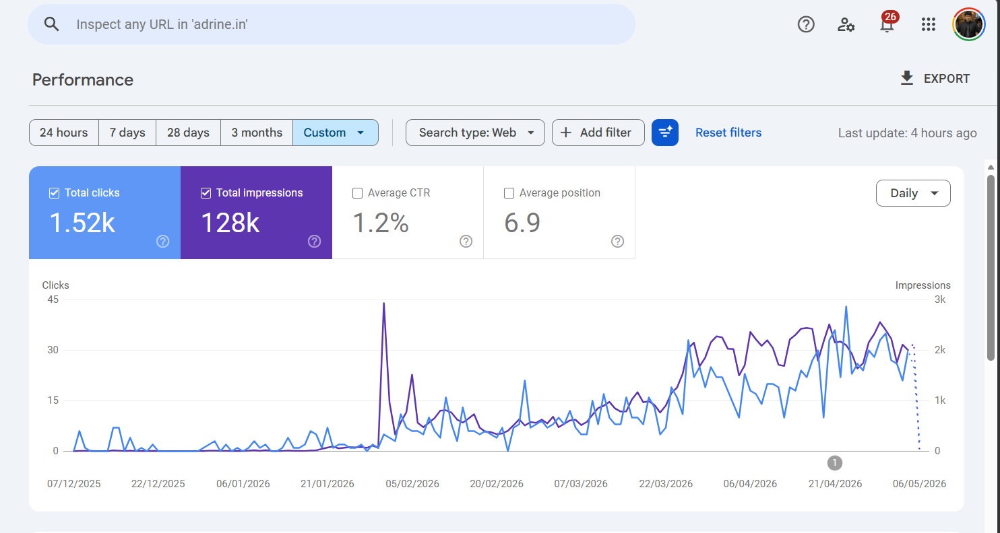 Inspect any URL in 'adrine.in'
26
Performance
EXPORT
24 hours 7 days 28 days 3 months Custom Search type: Web Add filter Reset filters Last update: 4 hours ago
Total clicks Total impressions Average CTR Average position Daily
1.52k 128k 1.2% 6.9
Clicks Impressions
45 3k
30 2k
15 1k
0 0
1
07/12/2025 22/12/2025 06/01/2026 21/01/2026 05/02/2026 20/02/2026 07/03/2026 22/03/2026 06/04/2026 21/04/2026 06/05/2026